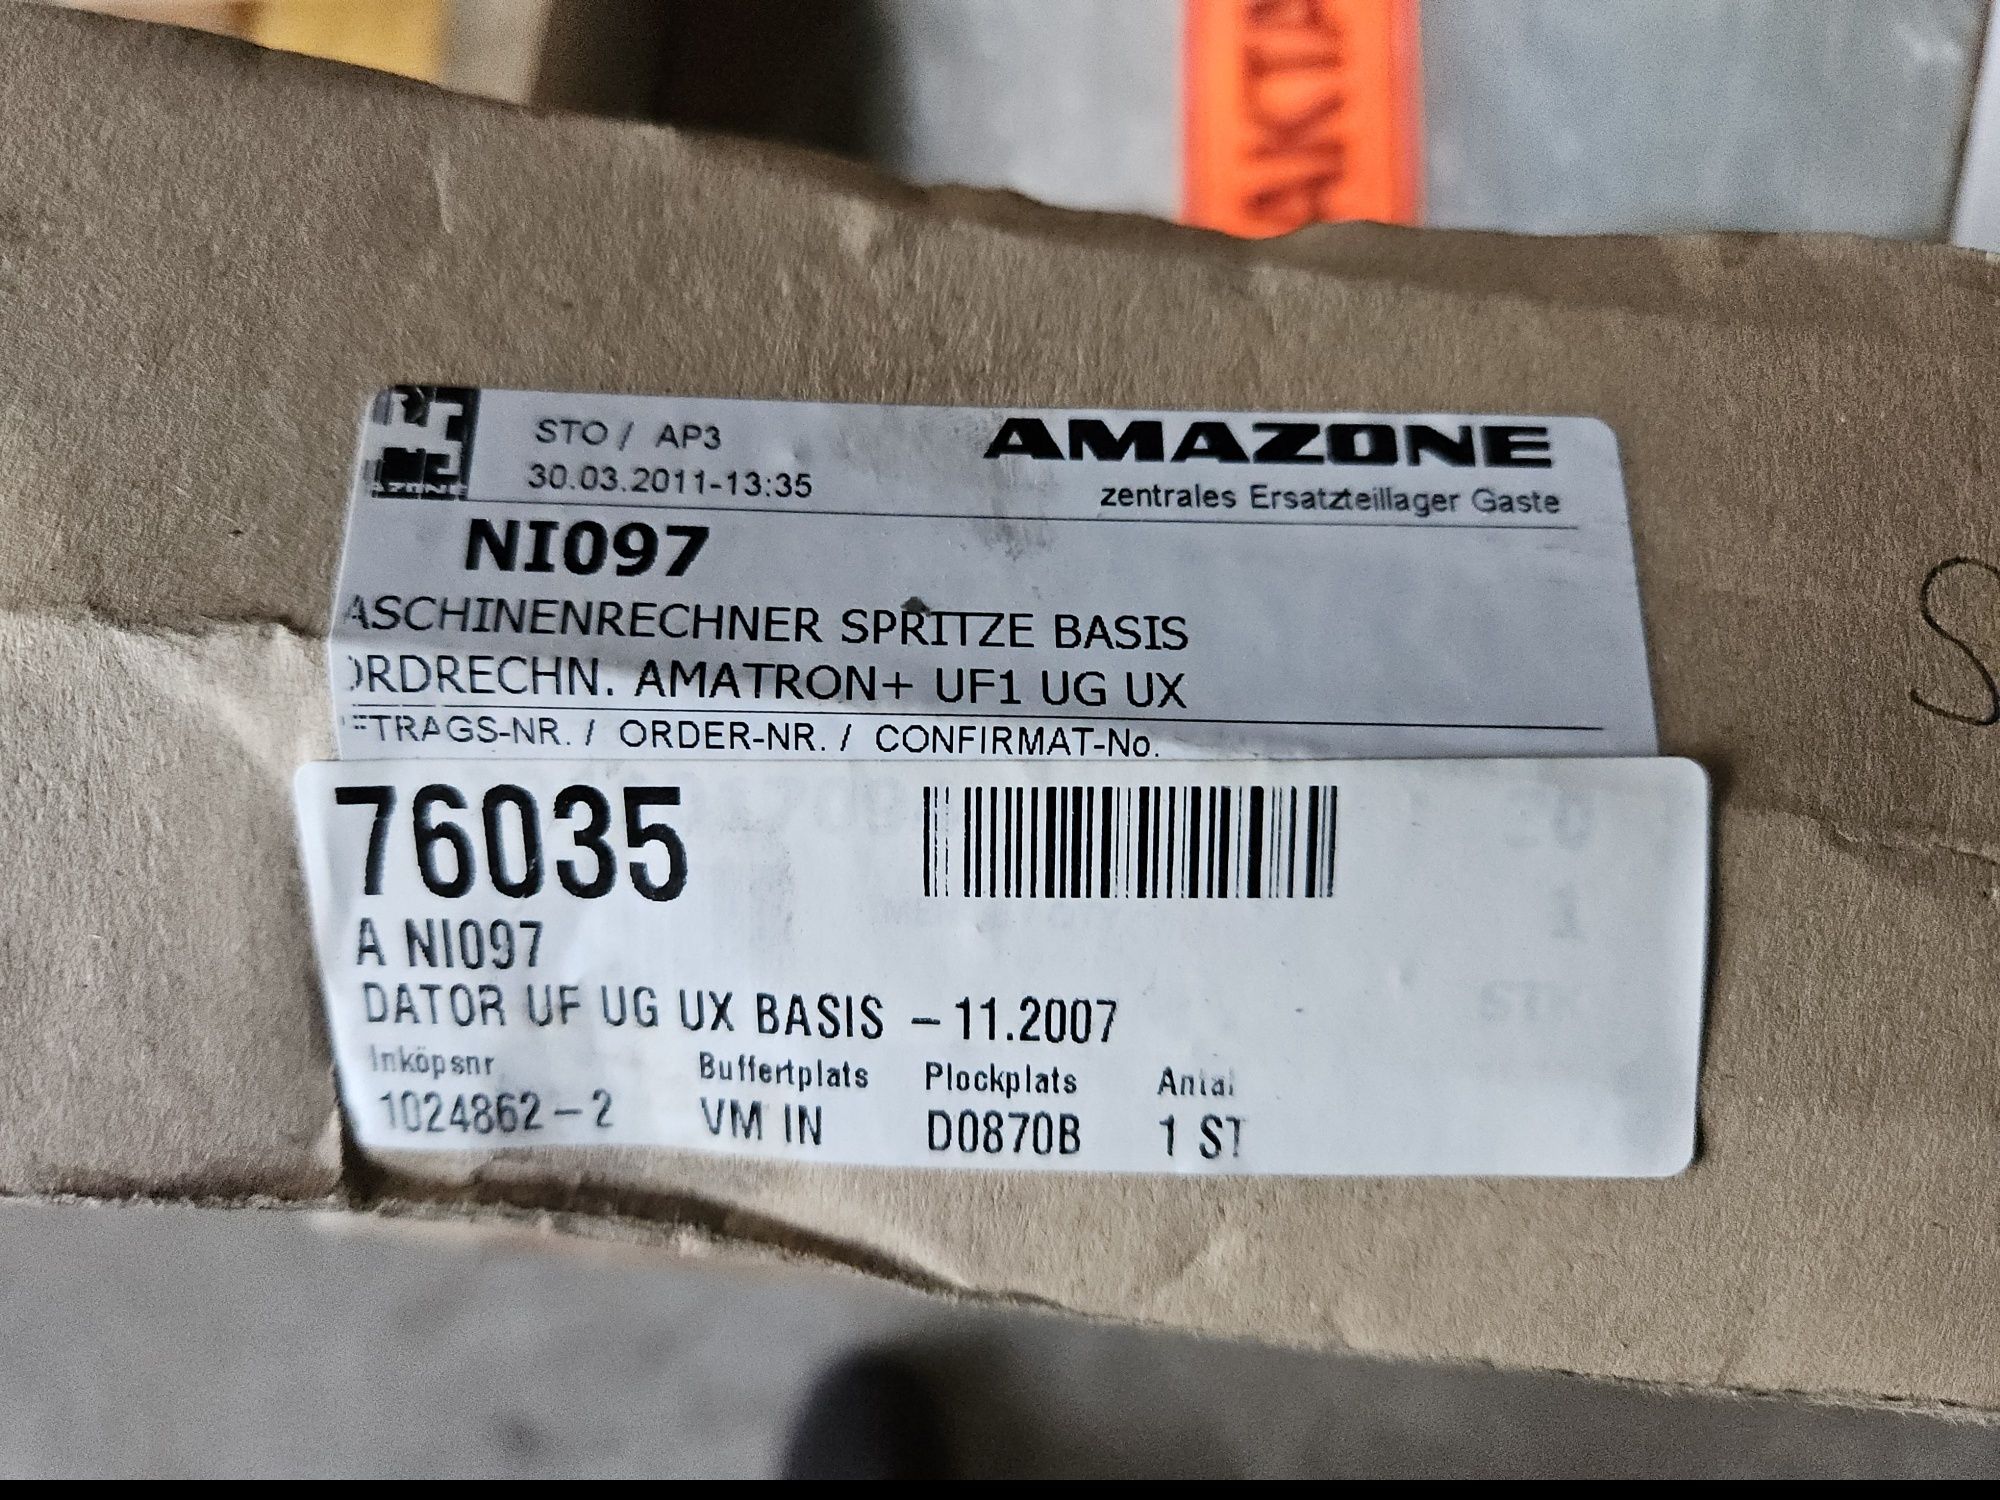 AKTA
STO / AP3
AMAZONE
30.03.2011-13:35
zentrales Ersatzteillager Gaste
NI097
ASCHINENRECHNER SPRITZE BASIS
ORDRECHN. AMATRON+ UF1 UG UX
TRAGS-NR. / ORDER-NR. / CONFIRMAT-No.
76035
A NI097
DATOR UF UG UX BASIS -11.2007
Inköpsnr Buffertplats Plockplats Antal
1024862-2 VM IN D0870B 1 ST
S